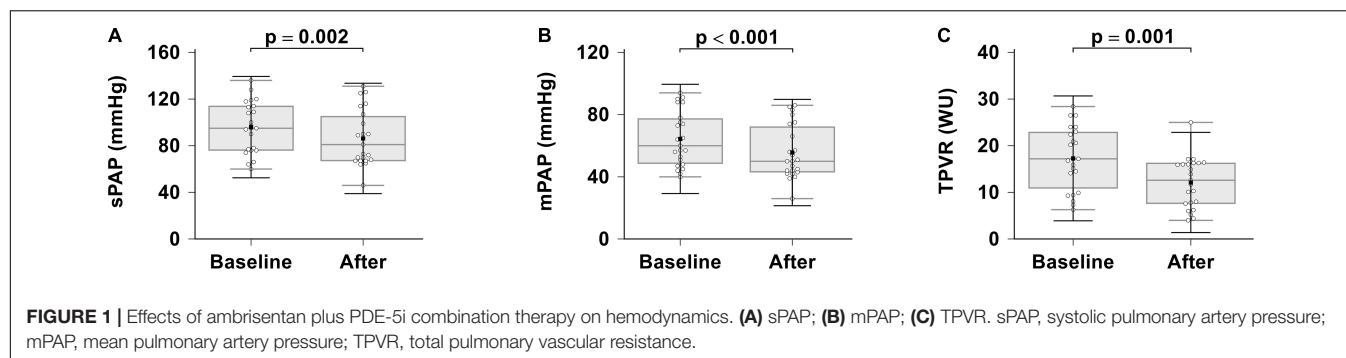 A
p = 0.002
sPAP (mmHg)
160
120
80
40
0
Baseline
After
B
p < 0.001
mPAP (mmHg)
120
80
40
0
Baseline
After
C
p = 0.001
TPVR (WU)
40
30
20
10
0
Baseline
After
FIGURE 1 | Effects of ambrisentan plus PDE-5i combination therapy on hemodynamics. (A) sPAP; (B) mPAP; (C) TPVR. sPAP, systolic pulmonary artery pressure;
mPAP, mean pulmonary artery pressure; TPVR, total pulmonary vascular resistance.